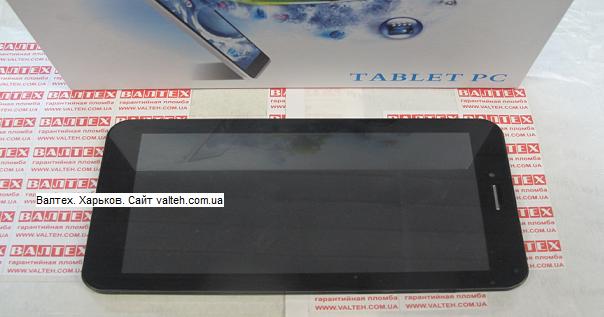 TABLET PC
ВАЛТЕХ
гарантийная пломба
WWW.VALTEH.COM.UA
Валтех. Харьков. Сайт valteh.com.ua